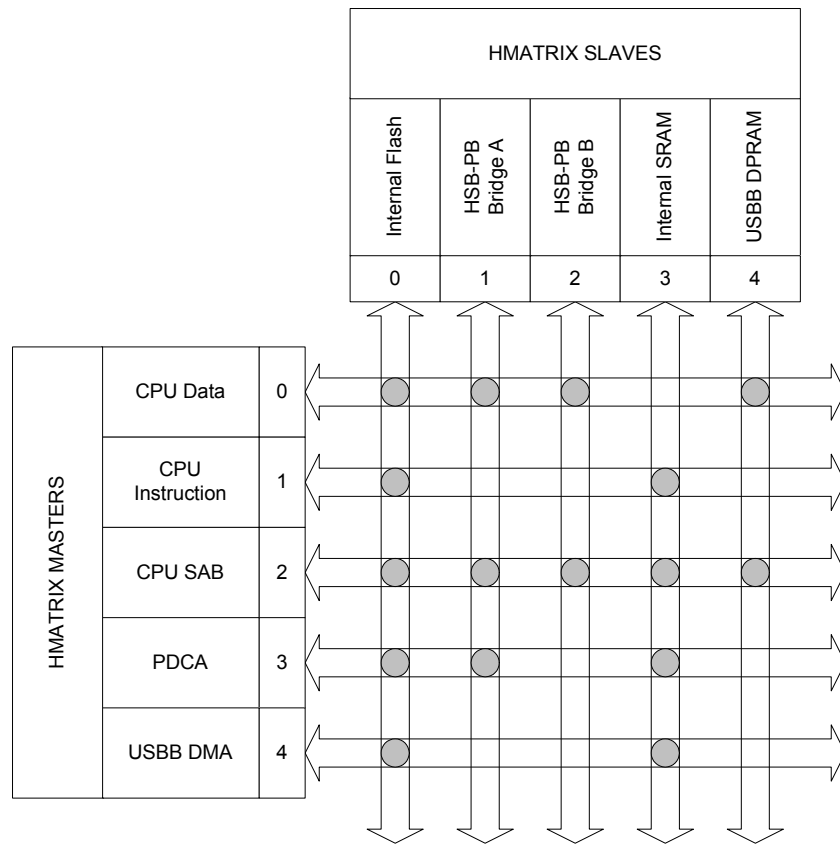 HMATRIX SLAVES
Internal Flash
HSB-PB
Bridge A
HSB-PB
Bridge B
Internal SRAM
USBB DPRAM
0
1
2
3
4
HMATRIX MASTERS
CPU Data
0
CPU
Instruction
1
CPU SAB
2
PDCA
3
USBB DMA
4